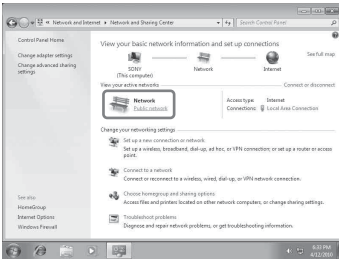 « Network and Internet ▸ Network and Sharing Center
Search Control Panel
Control Panel Home
Change adapter settings
Change advanced sharing
settings
View your basic network information and set up connections
See full map
SONY
(This computer)
Network
Internet
View your active networks
Connect or disconnect
Network
Public network
Access type: Internet
Connections: Local Area Connection
Change your networking settings
Set up a new connection or network
Set up a wireless, broadband, dial-up, ad hoc, or VPN connection; or set up a router or access
point.
Connect to a network
Connect or reconnect to a wireless, wired, dial-up, or VPN network connection.
Choose homegroup and sharing options
Access files and printers located on other network computers, or change sharing settings.
Troubleshoot problems
Diagnose and repair network problems, or get troubleshooting information.
See also
HomeGroup
Internet Options
Windows Firewall
4/12/2010